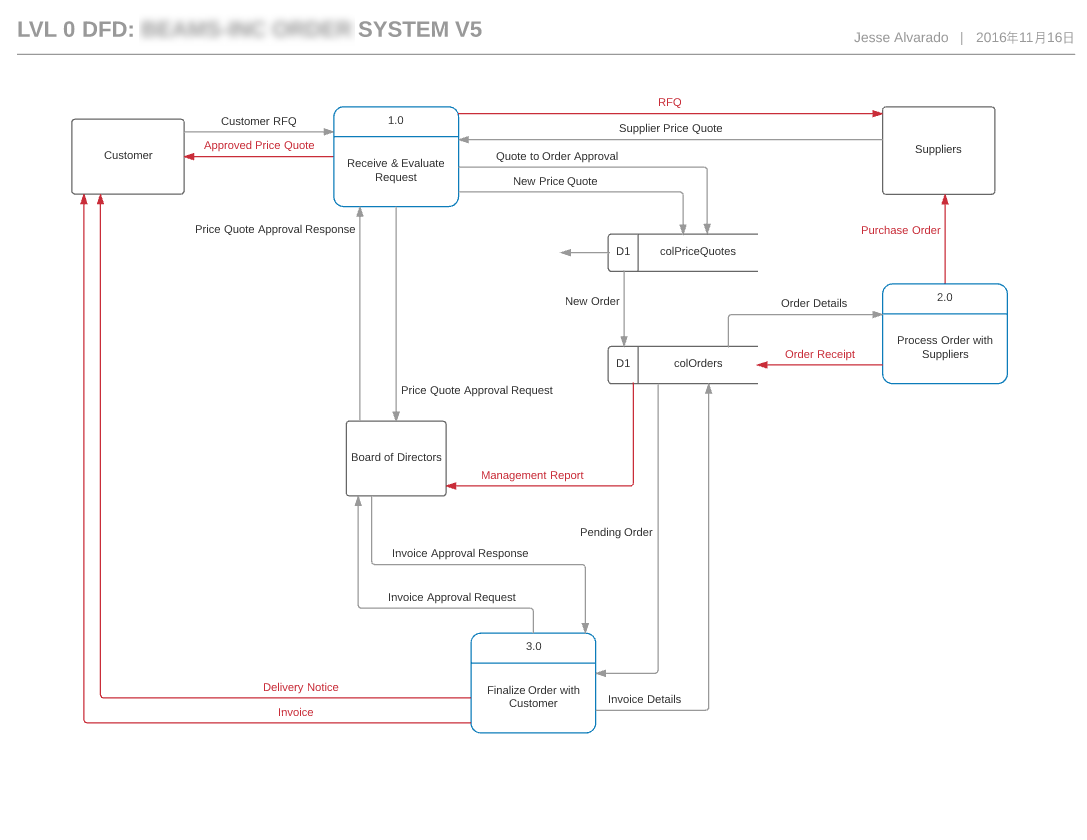 LVL 0 DFD: SYSTEM V5
Jesse Alvarado | 2016年11月16日
RFQ
Customer RFQ
1.0
Supplier Price Quote
Approved Price Quote
Customer
Receive & Evaluate
Request
Quote to Order Approval
Suppliers
New Price Quote
Price Quote Approval Response
Purchase Order
D1
colPriceQuotes
New Order
Order Details
2.0
Process Order with
Suppliers
Order Receipt
D1
colOrders
Price Quote Approval Request
Board of Directors
Management Report
Pending Order
Invoice Approval Response
Invoice Approval Request
3.0
Delivery Notice
Finalize Order with
Customer
Invoice Details
Invoice